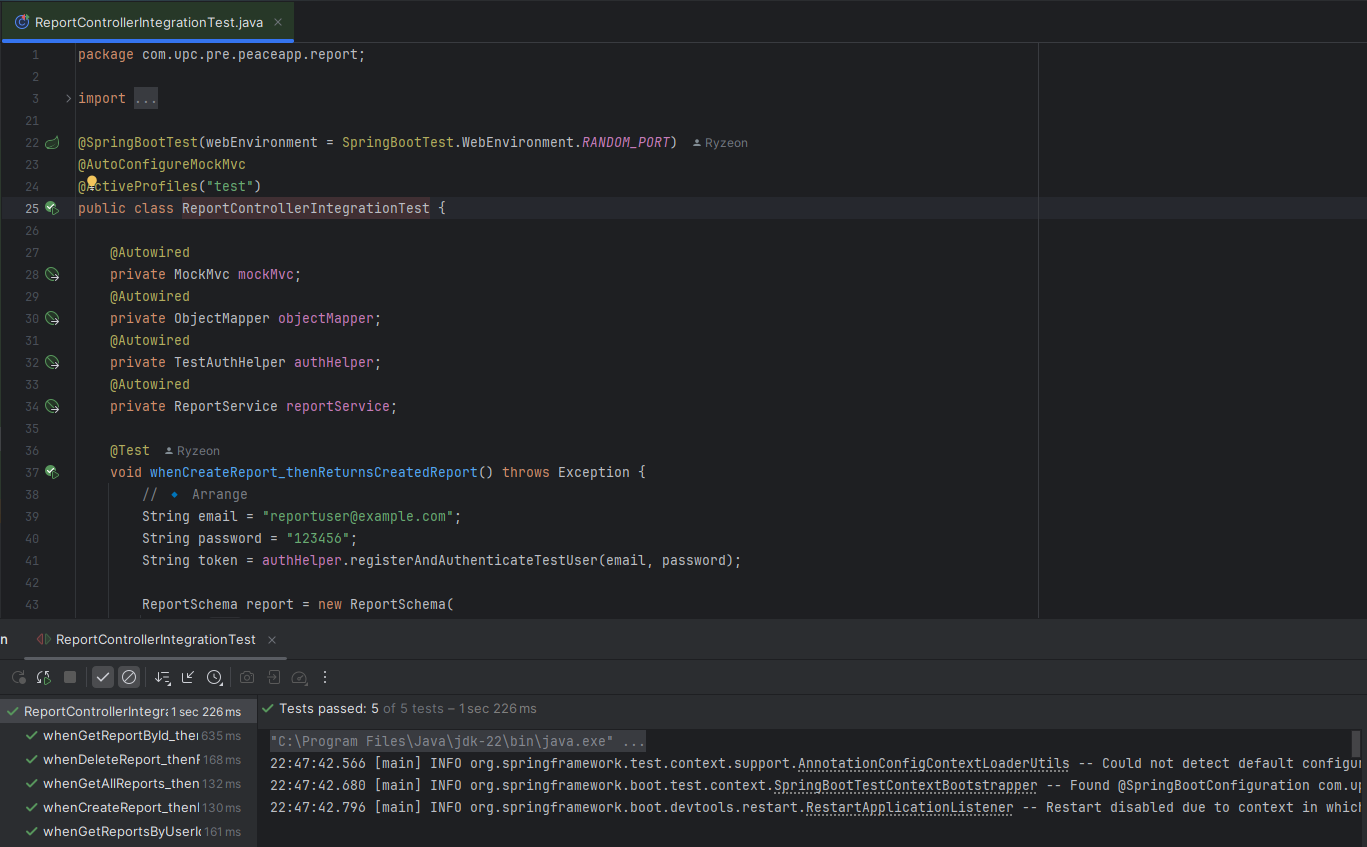 ReportControllerIntegrationTest.java
1 package com.upc.pre.peaceapp.report;
2
3 import ...
21
22 @SpringBootTest(webEnvironment = SpringBootTest.WebEnvironment.RANDOM_PORT) Ryzeon
23 @AutoConfigureMockMvc
24 @ActiveProfiles("test")
25 public class ReportControllerIntegrationTest {
26
27 @Autowired
28 private MockMvc mockMvc;
29 @Autowired
30 private ObjectMapper objectMapper;
31 @Autowired
32 private TestAuthHelper authHelper;
33 @Autowired
34 private ReportService reportService;
35
36 @Test Ryzeon
37 void whenCreateReport_thenReturnsCreatedReport() throws Exception {
38 // 🔹 Arrange
39 String email = "reportuser@example.com";
40 String password = "123456";
41 String token = authHelper.registerAndAuthenticateTestUser(email, password);
42
43 ReportSchema report = new ReportSchema(
n ReportControllerIntegrationTest
ReportControllerIntegra 1 sec 226 ms
whenGetReportById_the 635 ms
whenDeleteReport_then 168 ms
whenGetAllReports_then 132 ms
whenCreateReport_then 130 ms
whenGetReportsByUserId 161 ms
Tests passed: 5 of 5 tests – 1 sec 226 ms
"C:\Program Files\Java\jdk-22\bin\java.exe" ...
22:47:42.566 [main] INFO org.springframework.test.context.support.AnnotationConfigContextLoaderUtils -- Could not detect default configu
22:47:42.680 [main] INFO org.springframework.boot.test.context.SpringBootTestContextBootstrapper -- Found @SpringBootConfiguration com.up
22:47:42.796 [main] INFO org.springframework.boot.devtools.restart.RestartApplicationListener -- Restart disabled due to context in which